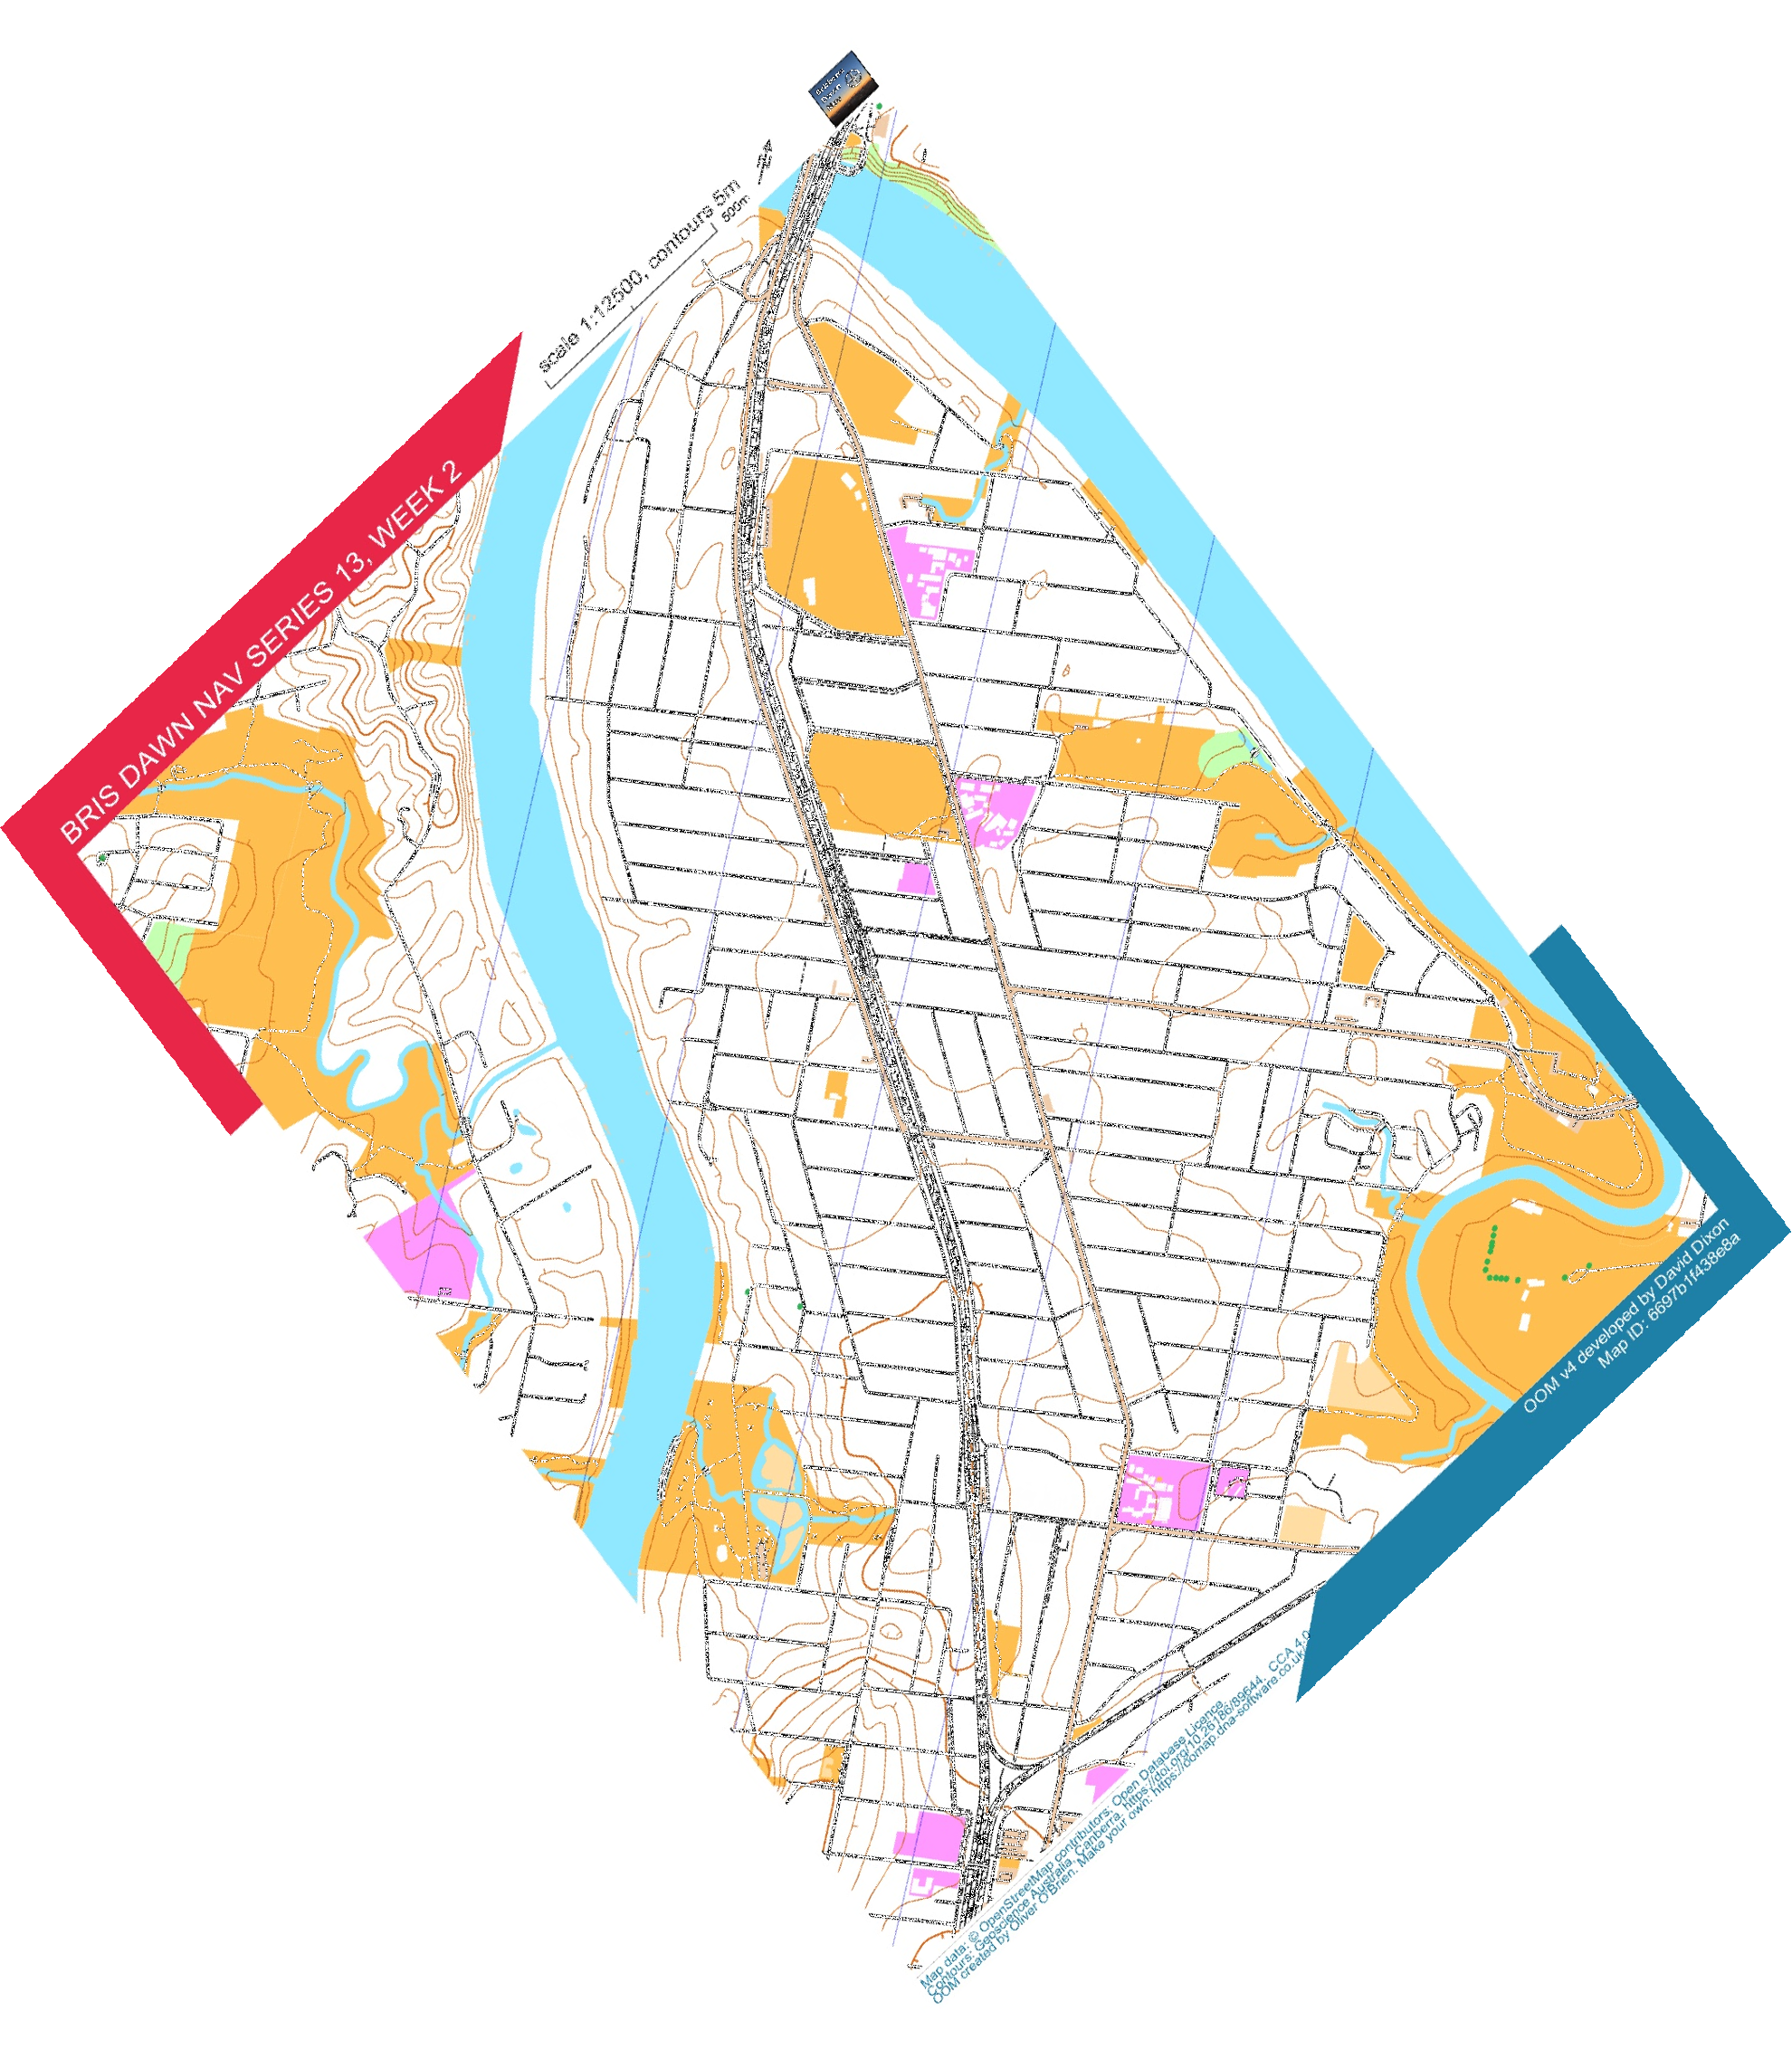 scale 1:12500, contours 5m
500m
BRIS DAWN NAV SERIES 13, WEEK 2
OOM v4 developed by David Dixon
Map ID: 6697b1f438e8a
Map data: © OpenStreetMap contributors, Open Database Licence.
Contours: Geoscience Australia, Canberra. https://doi.org/10.26186/89644. CCA 4.0
OOM created by Oliver O'Brien. Make your own: https://oomap.dna-software.co.uk